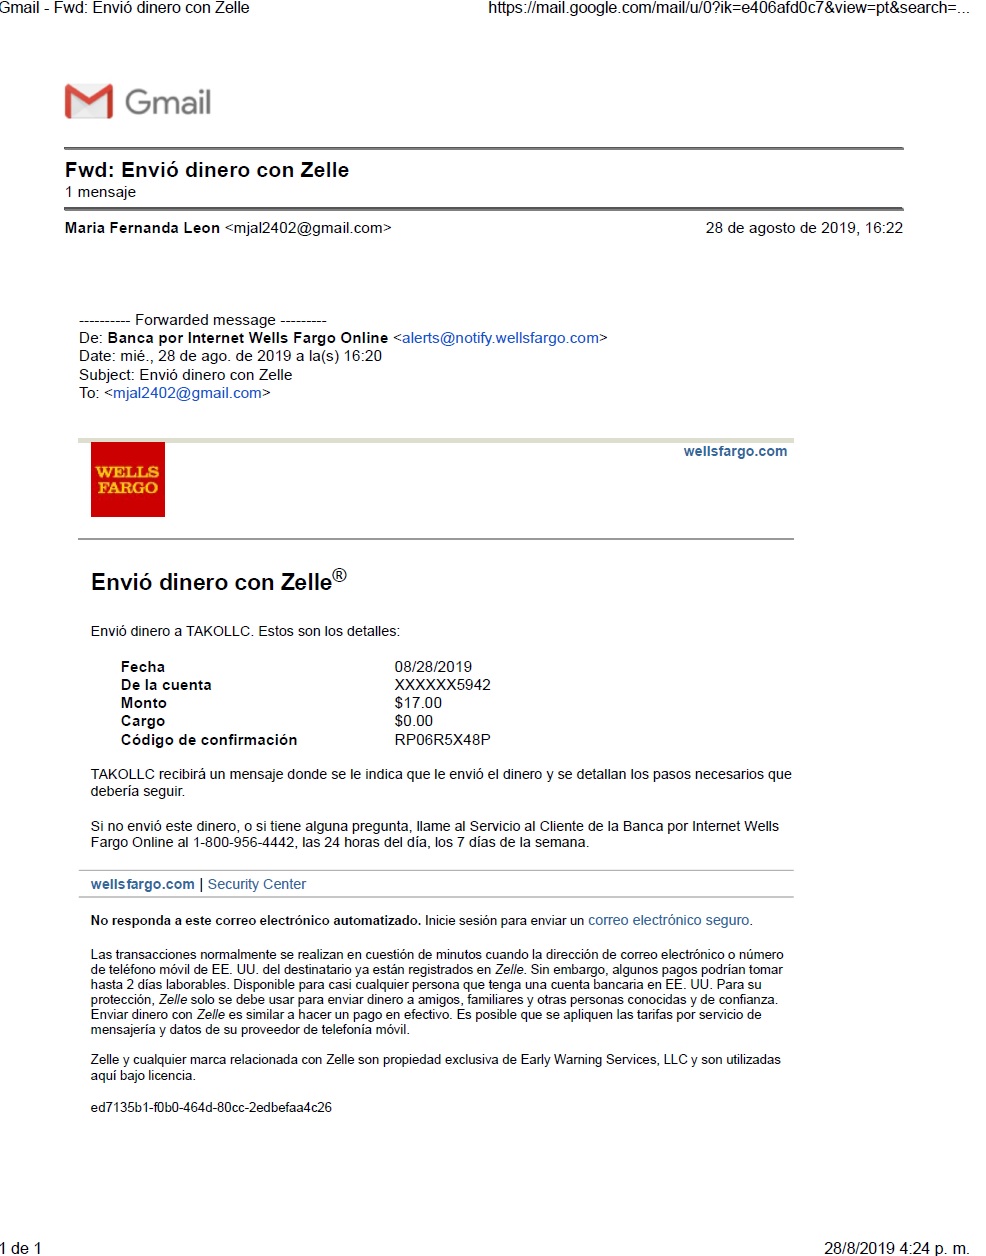 Gmail - Fwd: Envió dinero con Zelle
https://mail.google.com/mail/u/0?ik=e406afd0c7&view=pt&search=...
Gmail
Fwd: Envió dinero con Zelle
1 mensaje
Maria Fernanda Leon <mjal2402@gmail.com>
28 de agosto de 2019, 16:22
---------- Forwarded message ---------
De: Banca por Internet Wells Fargo Online <alerts@notify.wellsfargo.com>
Date: mié., 28 de ago. de 2019 a la(s) 16:20
Subject: Envió dinero con Zelle
To: <mjal2402@gmail.com>
wellsfargo.com
WELLS
FARGO
Envió dinero con Zelle®
Envió dinero a TAKOLLC. Estos son los detalles:
Fecha 08/28/2019
De la cuenta XXXXXX5942
Monto $17.00
Cargo $0.00
Código de confirmación RP06R5X48P
TAKOLLC recibirá un mensaje donde se le indica que le envió el dinero y se detallan los pasos necesarios que
debería seguir.
Si no envió este dinero, o si tiene alguna pregunta, llame al Servicio al Cliente de la Banca por Internet Wells
Fargo Online al 1-800-956-4442, las 24 horas del día, los 7 días de la semana.
wellsfargo.com | Security Center
No responda a este correo electrónico automatizado. Inicie sesión para enviar un correo electrónico seguro.
Las transacciones normalmente se realizan en cuestión de minutos cuando la dirección de correo electrónico o número
de teléfono móvil de EE. UU. del destinatario ya están registrados en Zelle. Sin embargo, algunos pagos podrían tomar
hasta 2 días laborables. Disponible para casi cualquier persona que tenga una cuenta bancaria en EE. UU. Para su
protección, Zelle solo se debe usar para enviar dinero a amigos, familiares y otras personas conocidas y de confianza.
Enviar dinero con Zelle es similar a hacer un pago en efectivo. Es posible que se apliquen las tarifas por servicio de
mensajería y datos de su proveedor de telefonía móvil.
Zelle y cualquier marca relacionada con Zelle son propiedad exclusiva de Early Warning Services, LLC y son utilizadas
aquí bajo licencia.
ed7135b1-f0b0-464d-80cc-2edbefaa4c26
1 de 1
28/8/2019 4:24 p. m.